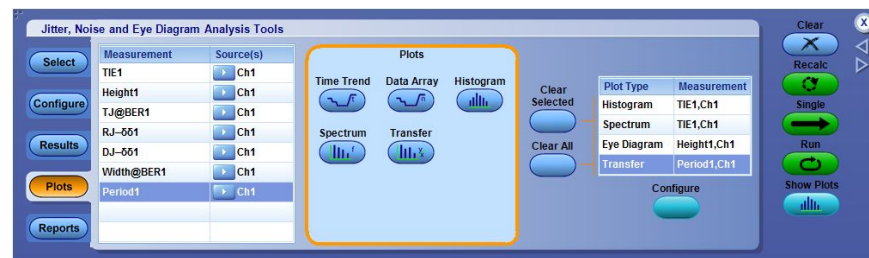 Jitter, Noise and Eye Diagram Analysis Tools
Select
Configure
Results
Plots
Reports
Measurement Source(s)
TIE1 Ch1
Height1 Ch1
TJ@BER1 Ch1
RJ–δδ1 Ch1
DJ–δδ1 Ch1
Width@BER1 Ch1
Period1 Ch1
Plots
Time Trend Data Array Histogram
Spectrum Transfer
Clear
Selected
Clear All
Plot Type Measurement
Histogram TIE1,Ch1
Spectrum TIE1,Ch1
Eye Diagram Height1,Ch1
Transfer Period1,Ch1
Configure
Clear
X
Recalc
Single
Run
Show Plots